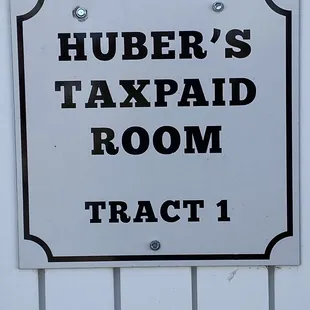 HUBER'S
TAXPAID
ROOM
TRACT 1